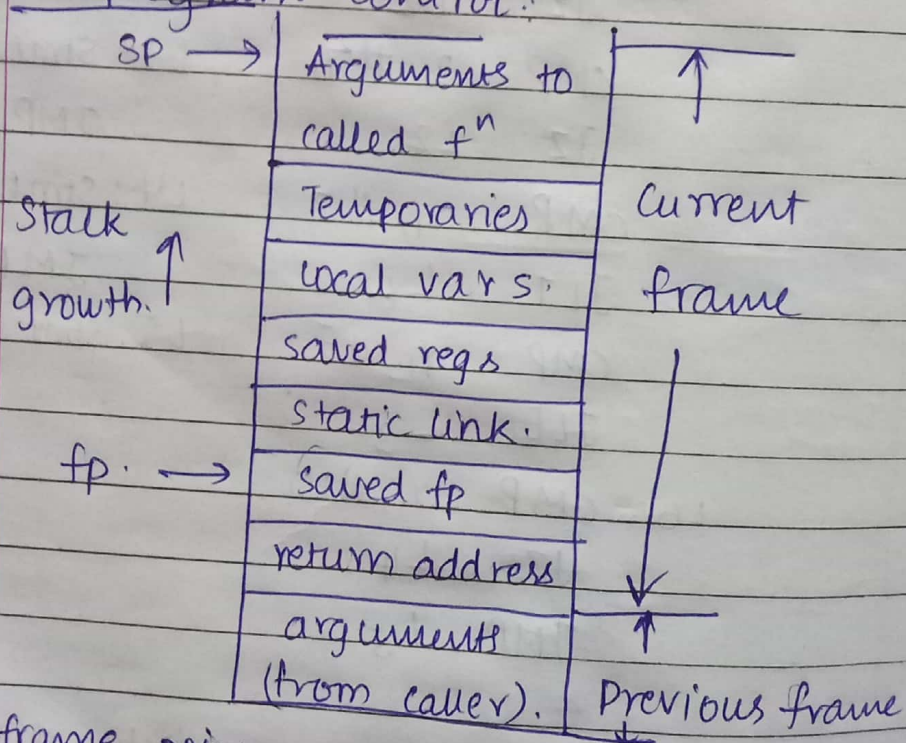 SP →
Arguments to
called fⁿ
Temporaries
Current
Stack
growth.
local vars.
frame
saved regs
static link.
fp. →
saved fp
return address
arguments
(from caller).
Previous frame
frame